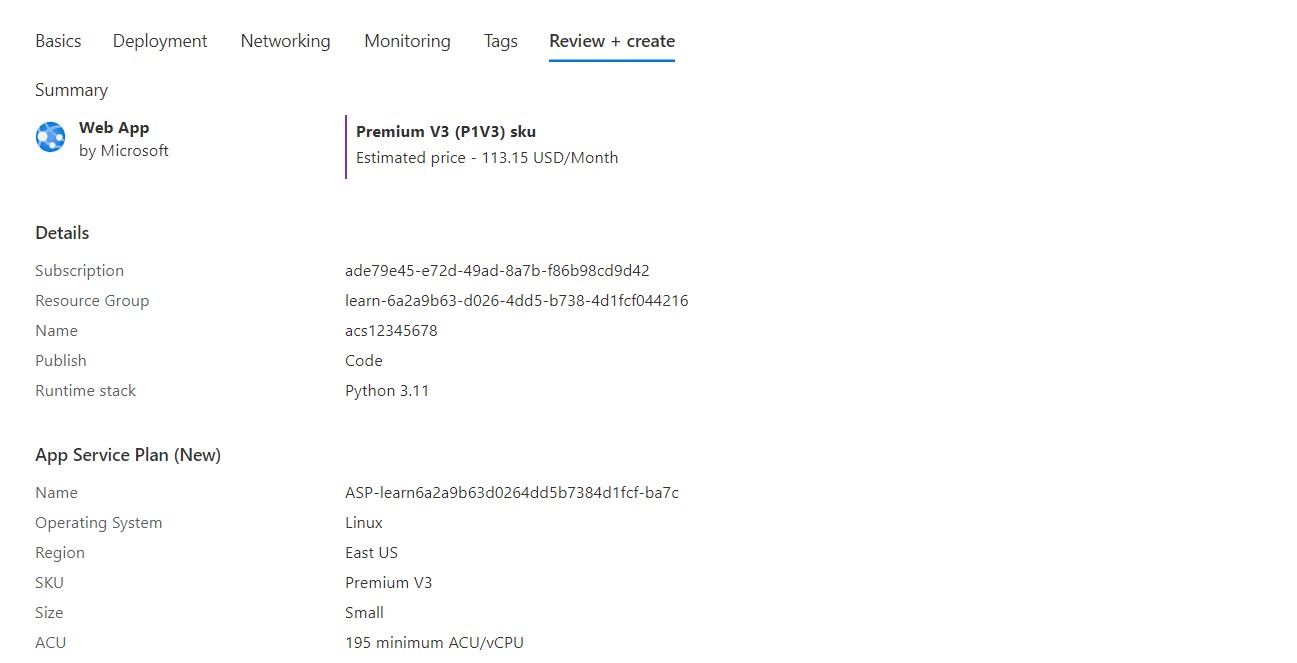 Basics Deployment Networking Monitoring Tags Review + create
Summary
Web App
by Microsoft
Premium V3 (P1V3) sku
Estimated price - 113.15 USD/Month
Details
Subscription ade79e45-e72d-49ad-8a7b-f86b98cd9d42
Resource Group learn-6a2a9b63-d026-4dd5-b738-4d1fcf044216
Name acs12345678
Publish Code
Runtime stack Python 3.11
App Service Plan (New)
Name ASP-learn6a2a9b63d0264dd5b7384d1fcf-ba7c
Operating System Linux
Region East US
SKU Premium V3
Size Small
ACU 195 minimum ACU/vCPU